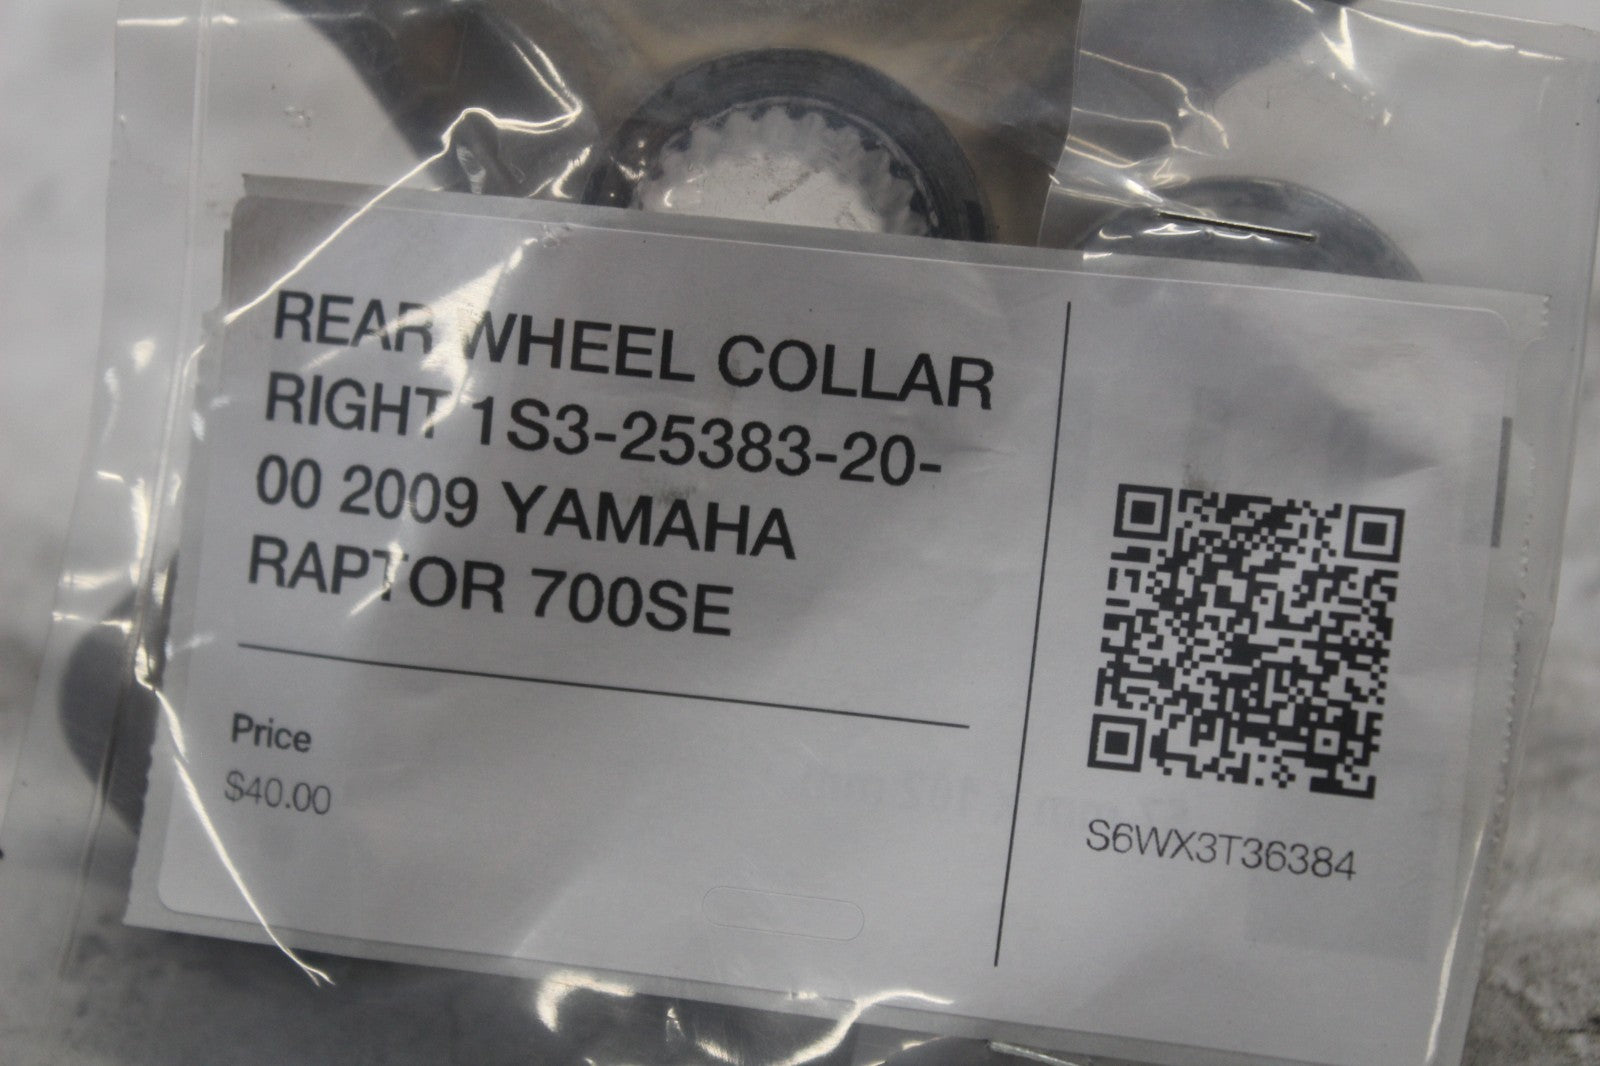 REAR WHEEL COLLAR
RIGHT 1S3-25383-20-
00 2009 YAMAHA
RAPTOR 700SE
Price
$40.00
S6WX3T36384